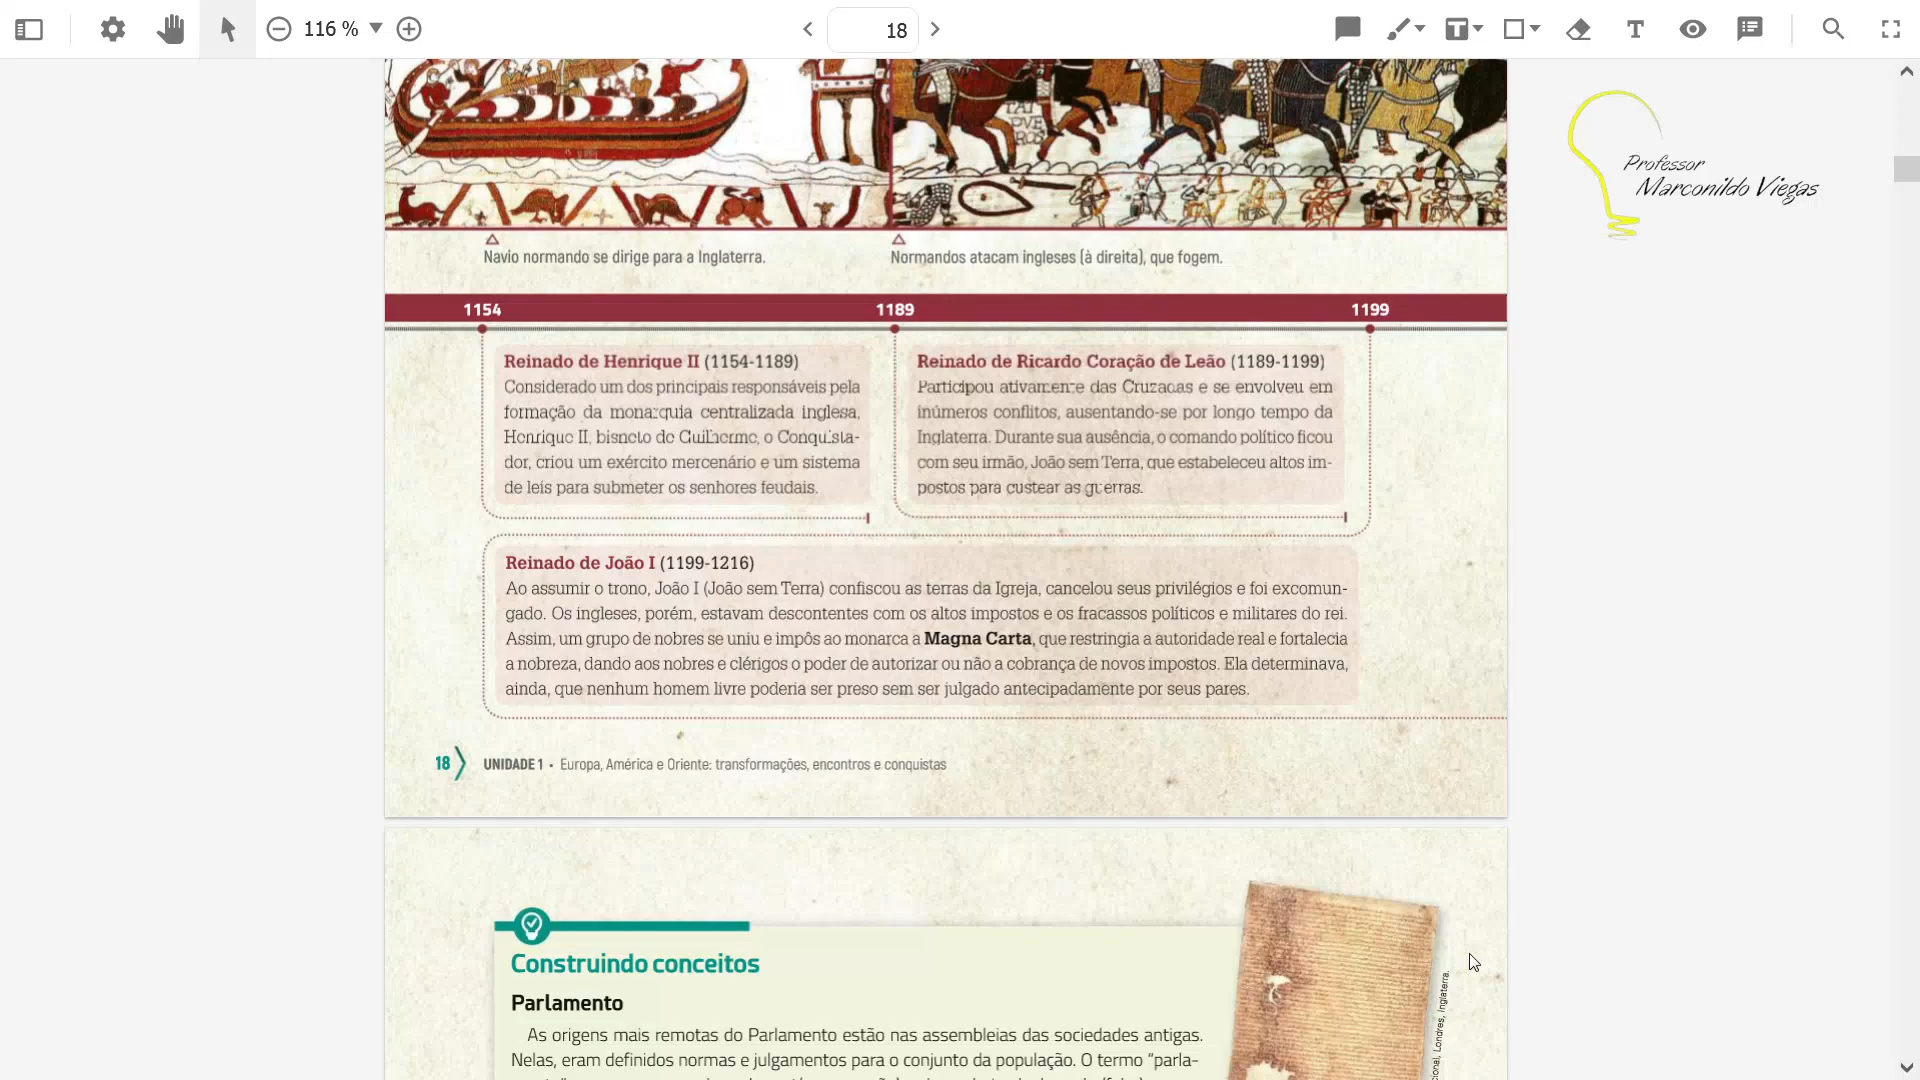 116 %
18
Professor
Marconildo Viegas
TAT
PVE
ROS
Navio normando se dirige para a Inglaterra.
Normandos atacam ingleses (à direita), que fogem.
1154
1189
1199
Reinado de Henrique II (1154-1189)
Considerado um dos principais responsáveis pela
formação da monarquia centralizada inglesa,
Henrique II, bisneto de Guilherme, o Conquista-
dor, criou um exército mercenário e um sistema
de leis para submeter os senhores feudais.
Reinado de Ricardo Coração de Leão (1189-1199)
Participou ativamente das Cruzadas e se envolveu em
inúmeros conflitos, ausentando-se por longo tempo da
Inglaterra. Durante sua ausência, o comando político ficou
com seu irmão, João sem Terra, que estabeleceu altos im-
postos para custear as guerras.
Reinado de João I (1199-1216)
Ao assumir o trono, João I (João sem Terra) confiscou as terras da Igreja, cancelou seus privilégios e foi excomun-
gado. Os ingleses, porém, estavam descontentes com os altos impostos e os fracassos políticos e militares do rei.
Assim, um grupo de nobres se uniu e impôs ao monarca a Magna Carta, que restringia a autoridade real e fortalecia
a nobreza, dando aos nobres e clérigos o poder de autorizar ou não a cobrança de novos impostos. Ela determinava,
ainda, que nenhum homem livre poderia ser preso sem ser julgado antecipadamente por seus pares.
18 UNIDADE 1 • Europa, América e Oriente: transformações, encontros e conquistas
Construindo conceitos
Parlamento
As origens mais remotas do Parlamento estão nas assembleias das sociedades antigas.
Nelas, eram definidos normas e julgamentos para o conjunto da população. O termo "parla-
Londres, Inglaterra.